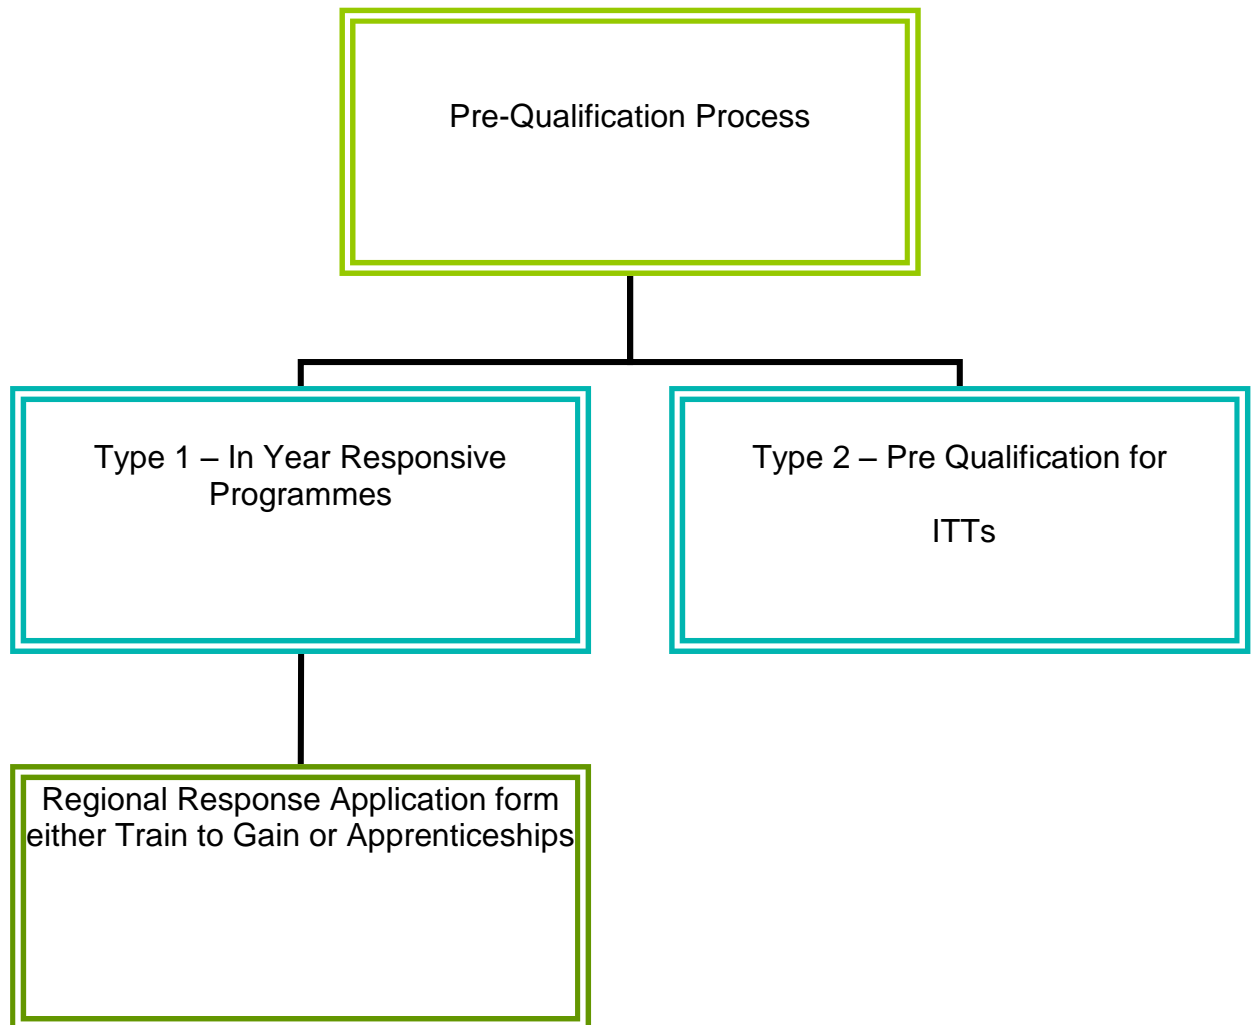 Pre-Qualification Process
Type 1 – In Year Responsive
Programmes
Type 2 – Pre Qualification for
ITTs
Regional Response Application form
either Train to Gain or Apprenticeships